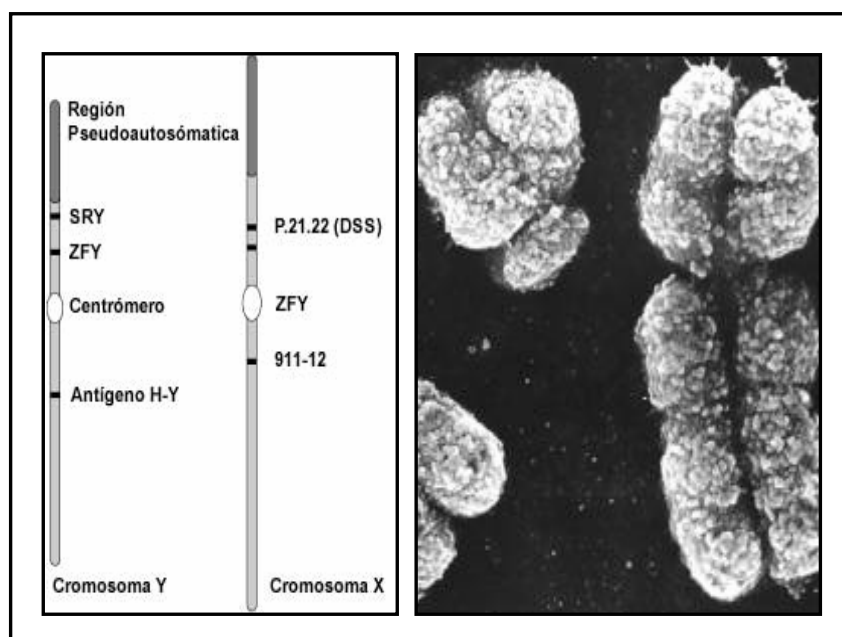 Región
Pseudoautosómatica
SRY
ZFY
Centrómero
Antígeno H-Y
Cromosoma Y
P.21.22 (DSS)
ZFY
911-12
Cromosoma X